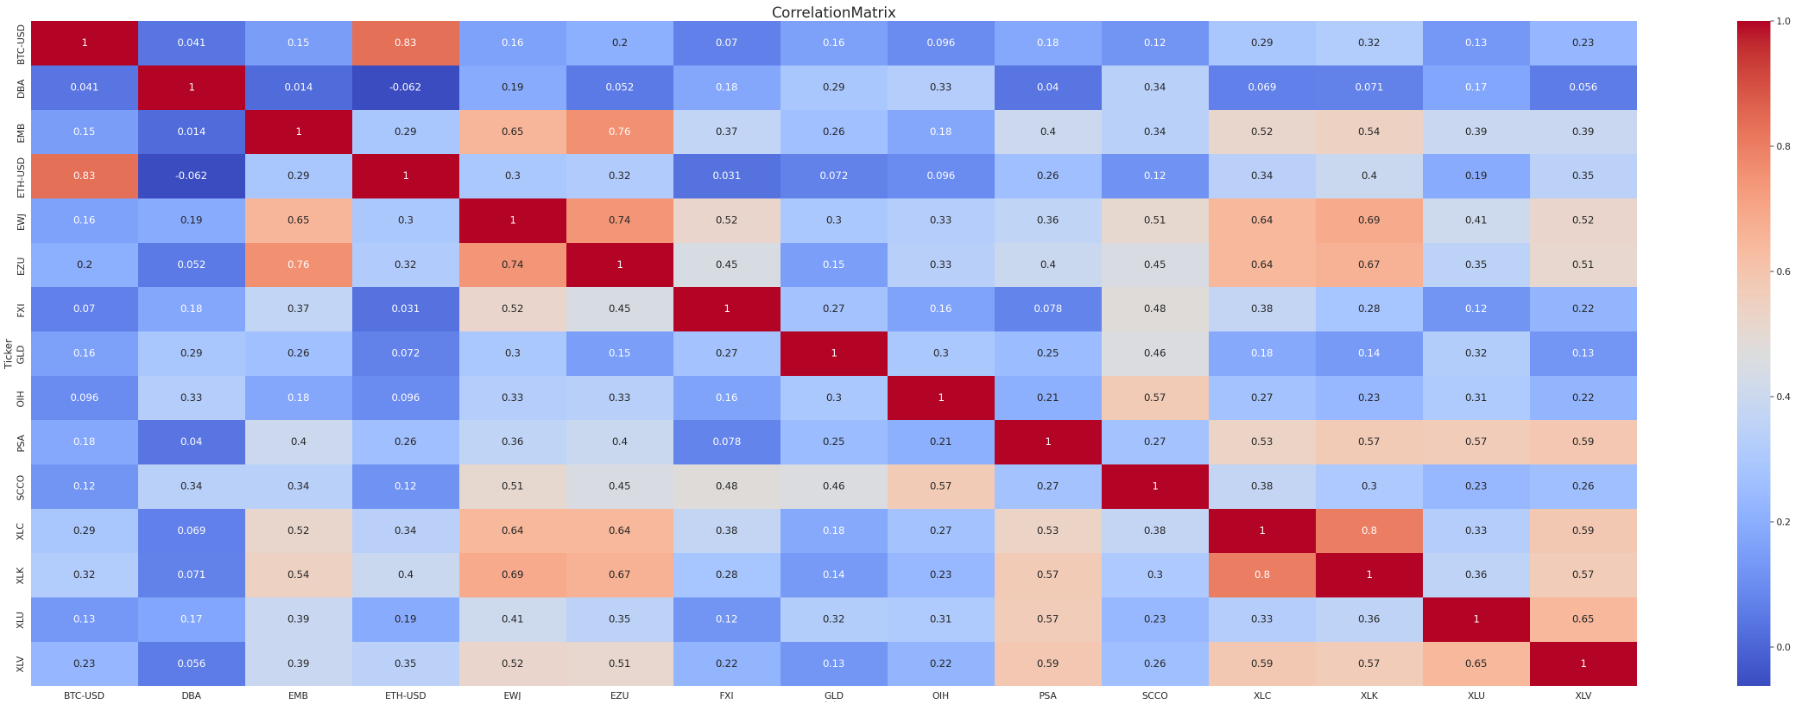 CorrelationMatrix
BTC-USD 1 0.041 0.15 0.83 0.16 0.2 0.07 0.16 0.096 0.18 0.12 0.29 0.32 0.13 0.23
DBA 0.041 1 0.014 -0.062 0.19 0.052 0.18 0.29 0.33 0.04 0.34 0.069 0.071 0.17 0.056
EMB 0.15 0.014 1 0.29 0.65 0.76 0.37 0.26 0.18 0.4 0.34 0.52 0.54 0.39 0.39
ETH-USD 0.83 -0.062 0.29 1 0.3 0.32 0.031 0.072 0.096 0.26 0.12 0.34 0.4 0.19 0.35
EWJ 0.16 0.19 0.65 0.3 1 0.74 0.52 0.3 0.33 0.36 0.51 0.64 0.69 0.41 0.52
EZU 0.2 0.052 0.76 0.32 0.74 1 0.45 0.15 0.33 0.4 0.45 0.64 0.67 0.35 0.51
FXI 0.07 0.18 0.37 0.031 0.52 0.45 1 0.27 0.16 0.078 0.48 0.38 0.28 0.12 0.22
Ticker
GLD 0.16 0.29 0.26 0.072 0.3 0.15 0.27 1 0.3 0.25 0.46 0.18 0.14 0.32 0.13
OIH 0.096 0.33 0.18 0.096 0.33 0.33 0.16 0.3 1 0.21 0.57 0.27 0.23 0.31 0.22
PSA 0.18 0.04 0.4 0.26 0.36 0.4 0.078 0.25 0.21 1 0.27 0.53 0.57 0.57 0.59
SCCO 0.12 0.34 0.34 0.12 0.51 0.45 0.48 0.46 0.57 0.27 1 0.38 0.3 0.23 0.26
XLC 0.29 0.069 0.52 0.34 0.64 0.64 0.38 0.18 0.27 0.53 0.38 1 0.8 0.33 0.59
XLK 0.32 0.071 0.54 0.4 0.69 0.67 0.28 0.14 0.23 0.57 0.3 0.8 1 0.36 0.57
XLU 0.13 0.17 0.39 0.19 0.41 0.35 0.12 0.32 0.31 0.57 0.23 0.33 0.36 1 0.65
XLV 0.23 0.056 0.39 0.35 0.52 0.51 0.22 0.13 0.22 0.59 0.26 0.59 0.57 0.65 1
BTC-USD DBA EMB ETH-USD EWJ EZU FXI GLD OIH PSA SCCO XLC XLK XLU XLV
1.0
0.8
0.6
0.4
0.2
0.0